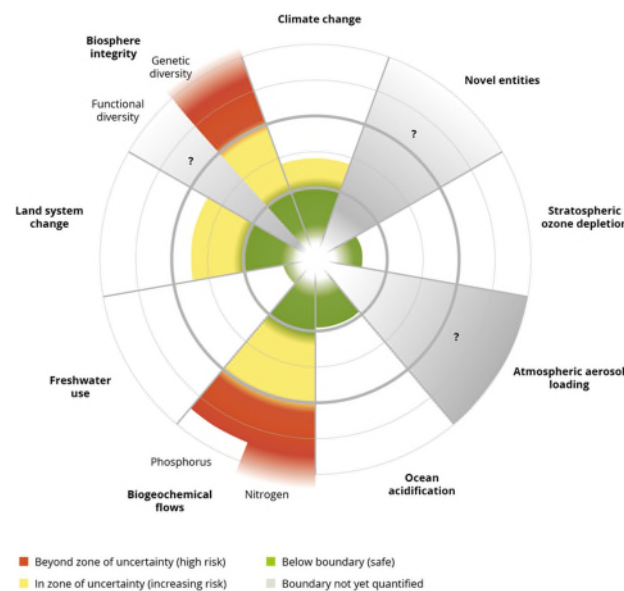 Climate change
Biosphere
integrity
Genetic
diversity
Functional
diversity
Novel entities
?
?
Land system
change
Stratospheric
ozone depletion
?
Freshwater
use
Atmospheric aerosol
loading
Phosphorus
Biogeochemical
flows
Nitrogen
Ocean
acidification
Beyond zone of uncertainty (high risk)
Below boundary (safe)
In zone of uncertainty (increasing risk)
Boundary not yet quantified